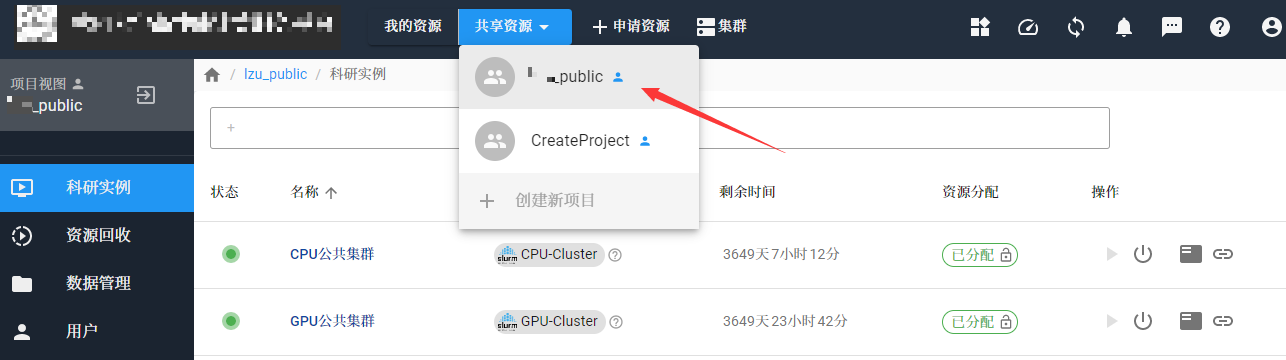 我的资源 共享资源 申请资源 集群
项目视图
_public
/ lzu_public / 科研实例
_public
CreateProject
创建新项目
+
科研实例
资源回收
数据管理
用户
状态 名称 剩余时间 资源分配 操作
CPU公共集群 slurm CPU-Cluster 3649天7小时12分 已分配
GPU公共集群 slurm GPU-Cluster 3649天23小时42分 已分配